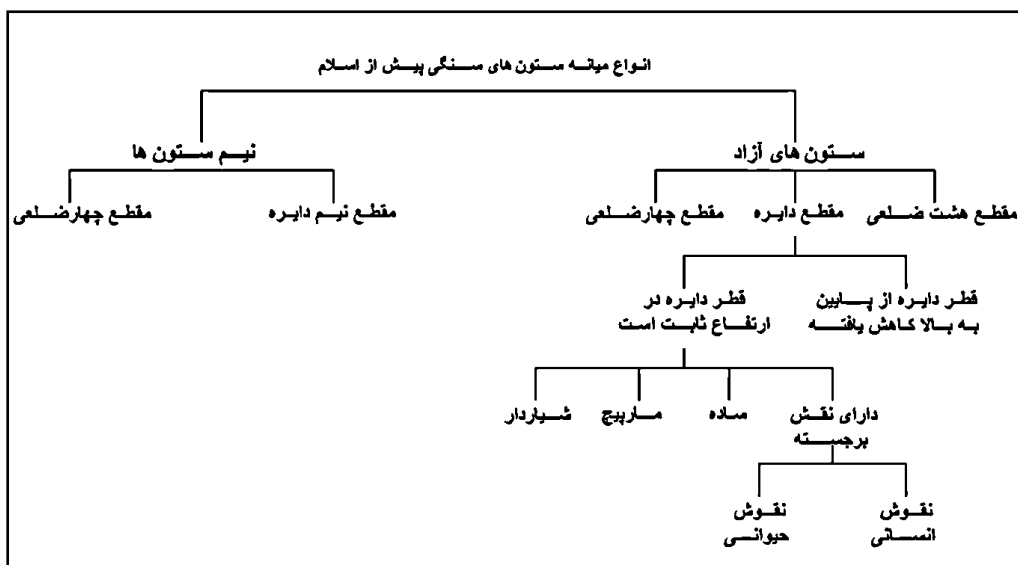 انواع میانه ستون های سنگی پیش از اسلام
ستون های آزاد
نیم ستون ها
مقطع هشت ضلعی
مقطع دایره
مقطع چهارضلعی
مقطع نیم دایره
مقطع چهارضلعی
قطر دایره از پایین
به بالا کاهش یافته
قطر دایره در
ارتفاع ثابت است
دارای نقش
برجسته
ساده
مارپیچ
شیاردار
نقوش
انسانی
نقوش
حیوانی